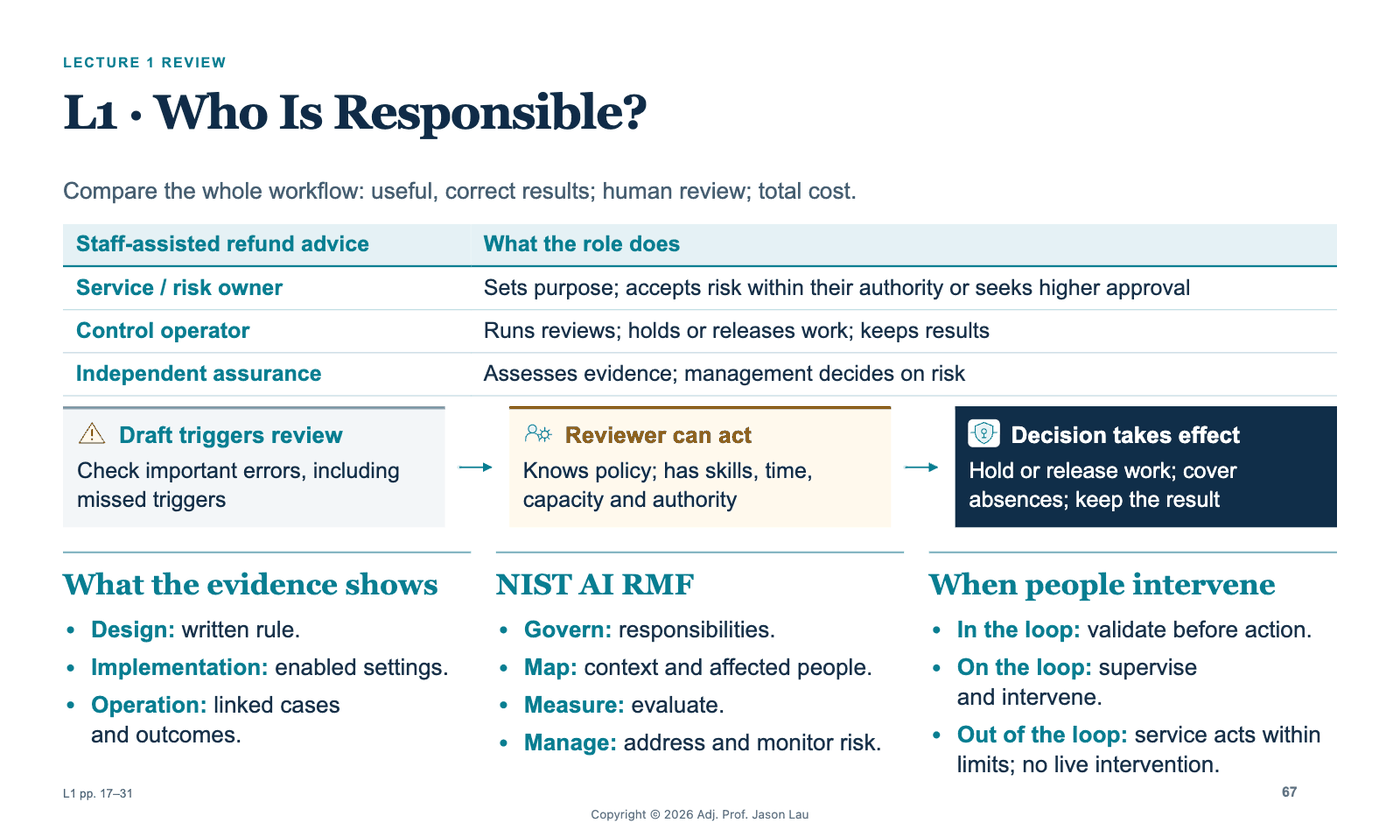 LECTURE 1 REVIEW
L1 · Who Is Responsible?
Compare the whole workflow: useful, correct results; human review; total cost.
Staff-assisted refund advice What the role does
Service / risk owner Sets purpose; accepts risk within their authority or seeks higher approval
Control operator Runs reviews; holds or releases work; keeps results
Independent assurance Assesses evidence; management decides on risk
Draft triggers review
Check important errors, including
missed triggers
Reviewer can act
Knows policy; has skills, time,
capacity and authority
Decision takes effect
Hold or release work; cover
absences; keep the result
What the evidence shows
• Design: written rule.
• Implementation: enabled settings.
• Operation: linked cases
and outcomes.
NIST AI RMF
• Govern: responsibilities.
• Map: context and affected people.
• Measure: evaluate.
• Manage: address and monitor risk.
When people intervene
• In the loop: validate before action.
• On the loop: supervise
and intervene.
• Out of the loop: service acts within
limits; no live intervention.
L1 pp. 17–31
67
Copyright © 2026 Adj. Prof. Jason Lau